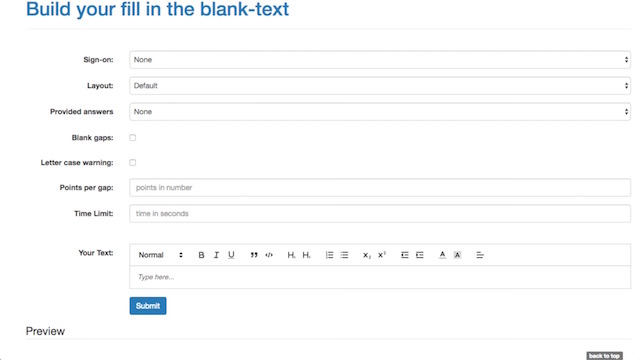 Build your fill in the blank-text
Sign-on: None
Layout: Default
Provided answers None
Blank gaps:
Letter case warning:
Points per gap: points in number
Time Limit: time in seconds
Your Text: Normal B I U ” </> H₁ H₂ X₂ X² A A
Type here...
Submit
Preview
back to top